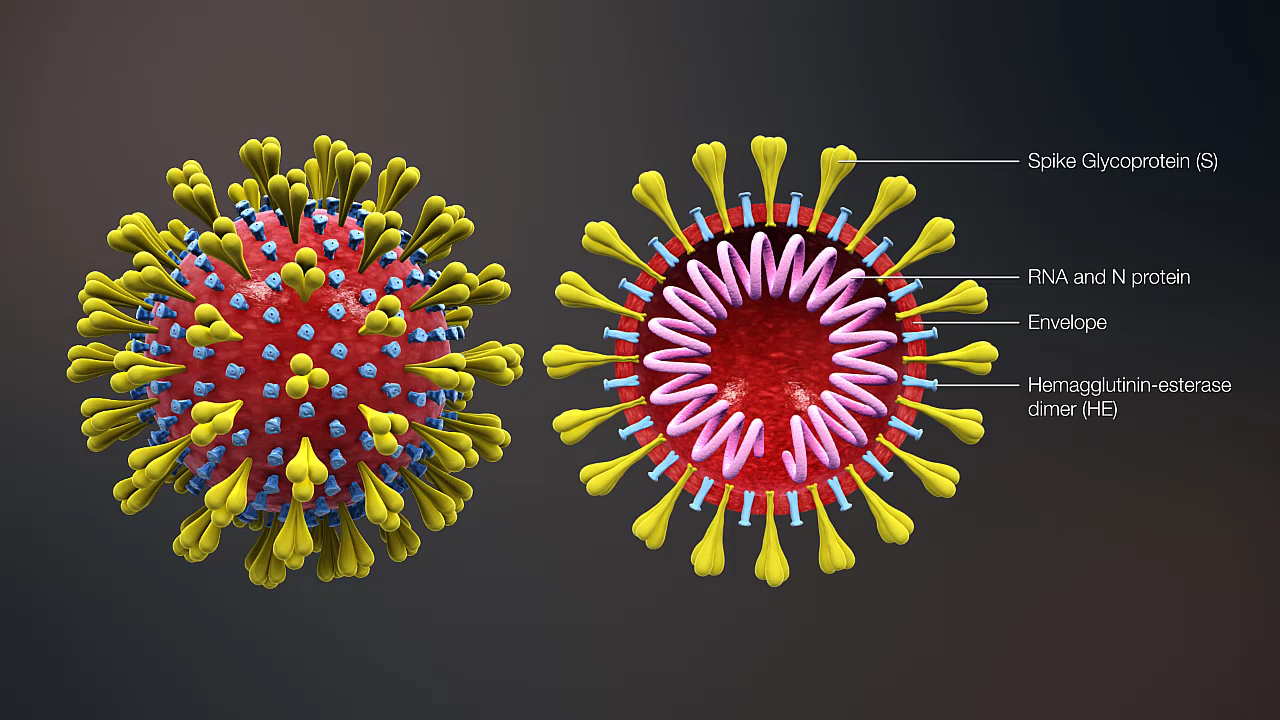 Spike Glycoprotein (S)
RNA and N protein
Envelope
Hemagglutinin-esterase
dimer (HE)